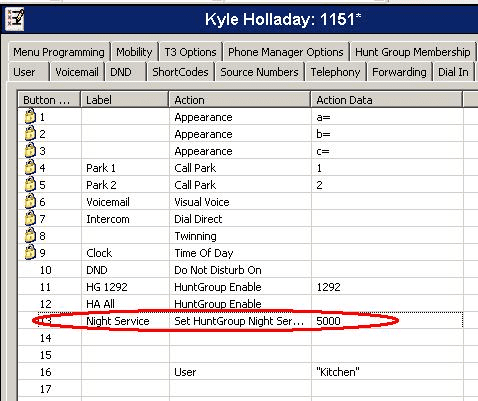 Kyle Holladay: 1151*
Menu Programming Mobility T3 Options Phone Manager Options Hunt Group Membership
User Voicemail DND ShortCodes Source Numbers Telephony Forwarding Dial In
Button ... Label Action Action Data
1 Appearance a=
2 Appearance b=
3 Appearance c=
4 Park 1 Call Park 1
5 Park 2 Call Park 2
6 Voicemail Visual Voice
7 Intercom Dial Direct
8 Twinning
9 Clock Time Of Day
10 DND Do Not Disturb On
11 HG 1292 HuntGroup Enable 1292
12 HA All HuntGroup Enable
13 Night Service Set HuntGroup Night Ser... 5000
14
15
16 User "Kitchen"
17